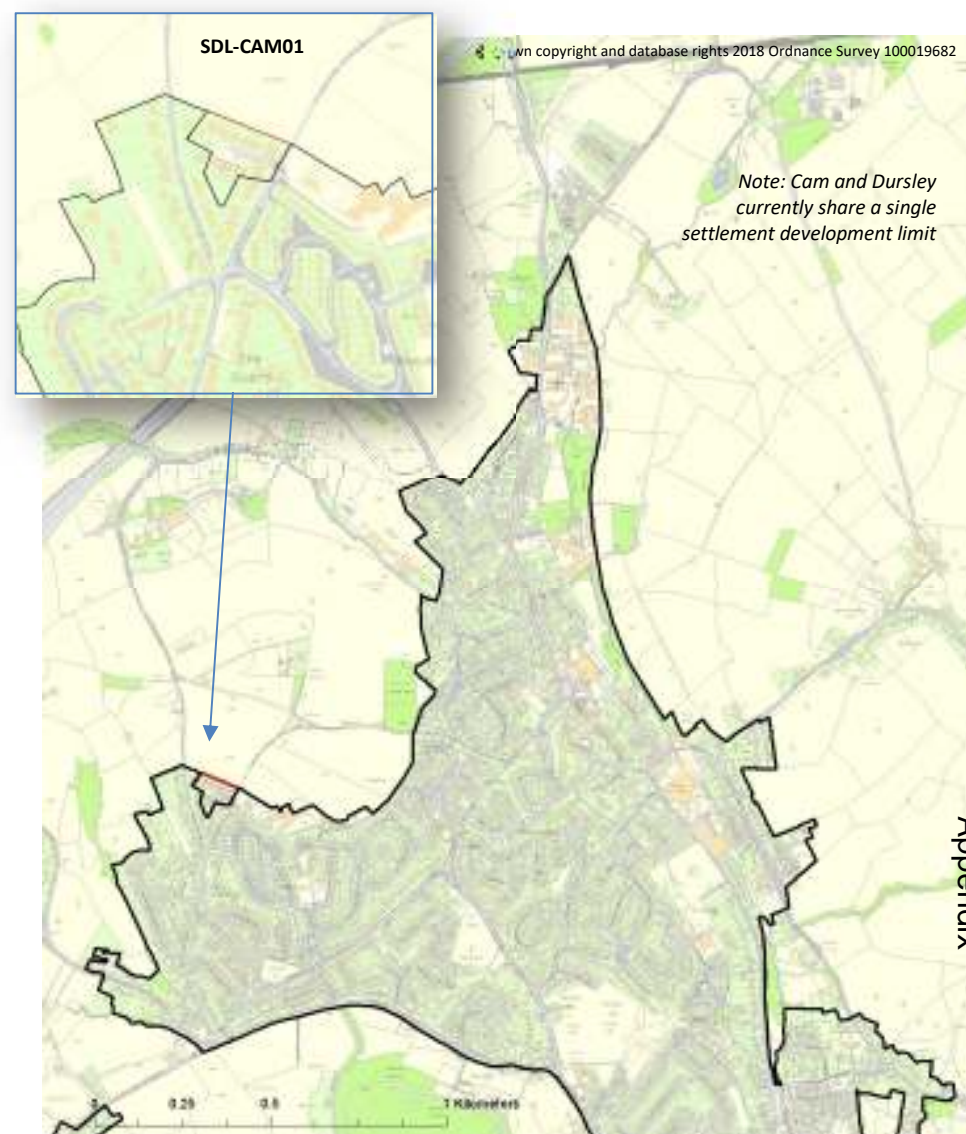 SDL-CAM01
wn copyright and database rights 2018 Ordnance Survey 100019682
Note: Cam and Dursley
currently share a single
settlement development limit
Appendix
0 0.25 0.5 1 Kilometers